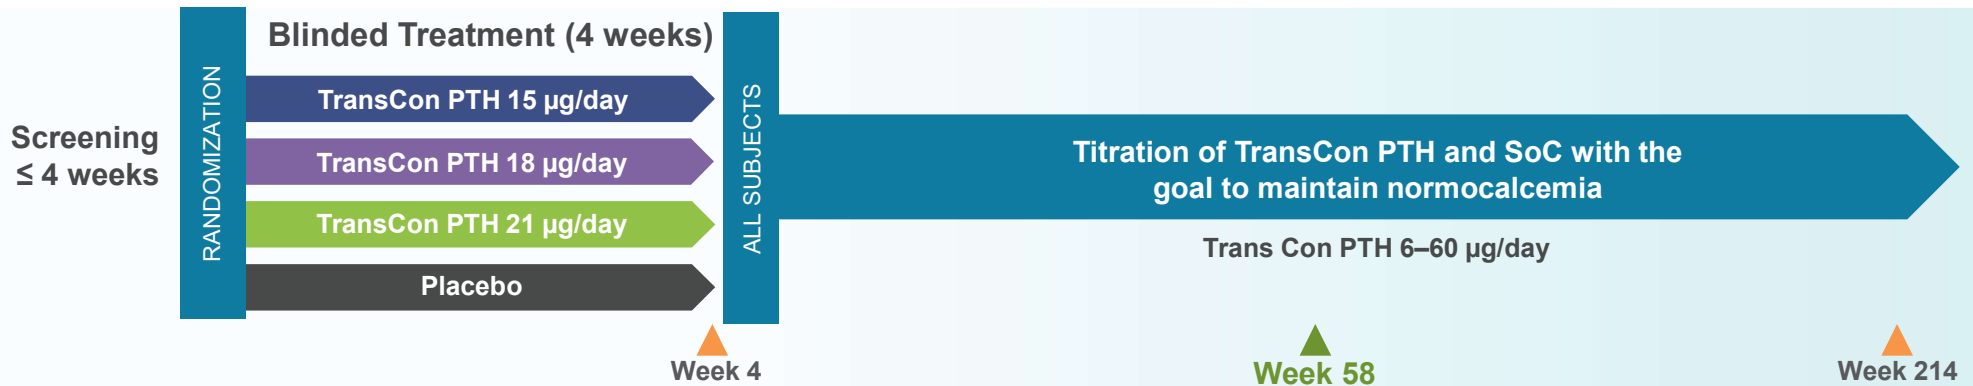 Screening
≤ 4 weeks
RANDOMIZATION
Blinded Treatment (4 weeks)
TransCon PTH 15 µg/day
TransCon PTH 18 µg/day
TransCon PTH 21 µg/day
Placebo
ALL SUBJECTS
Titration of TransCon PTH and SoC with the
goal to maintain normocalcemia
Trans Con PTH 6–60 µg/day
Week 4
Week 58
Week 214